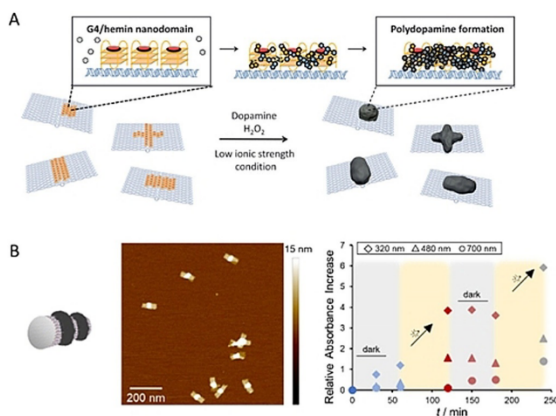 A
G4/hemin nanodomain
Polydopamine formation
Dopamine
H₂O₂
Low ionic strength
condition
B
15 nm
200 nm
Relative Absorbance Increase
7
6
5
4
3
2
1
0
320 nm
480 nm
700 nm
dark
dark
0
50
100
150
200
250
t / min